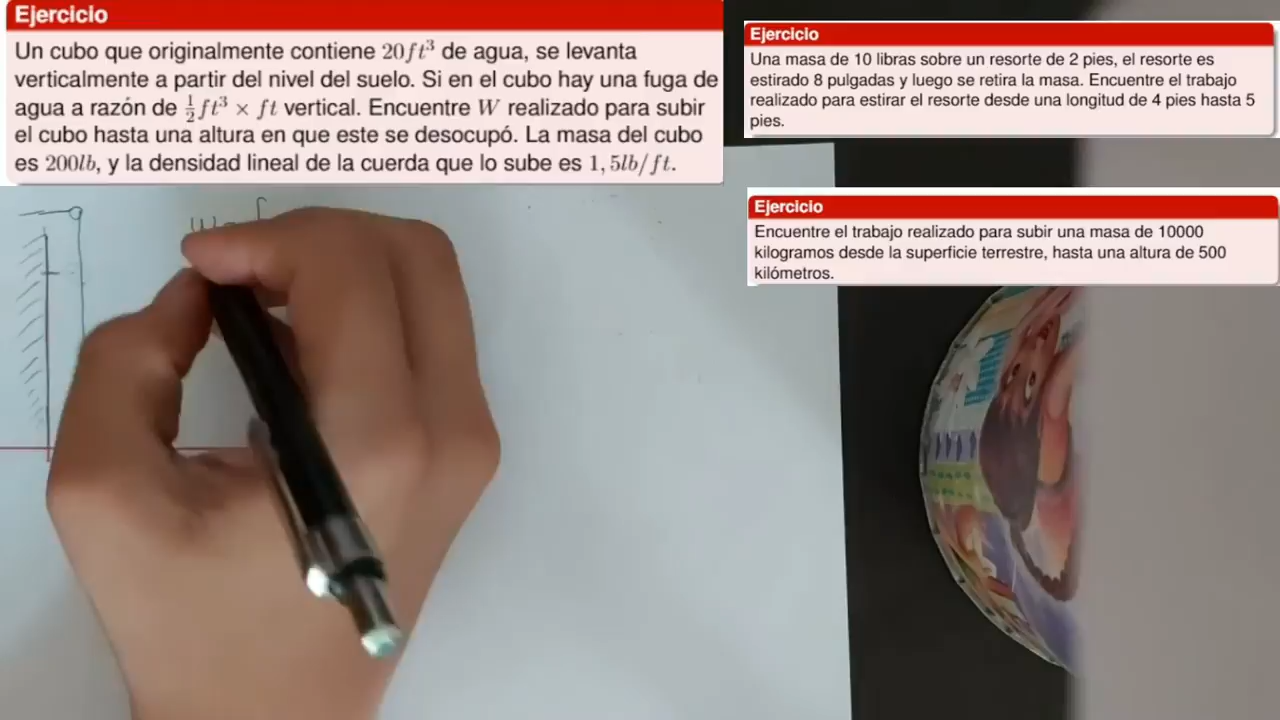 Ejercicio
Un cubo que originalmente contiene 20ft³ de agua, se levanta
verticalmente a partir del nivel del suelo. Si en el cubo hay una fuga de
agua a razón de ½ft³ × ft vertical. Encuentre W realizado para subir
el cubo hasta una altura en que este se desocupó. La masa del cubo
es 200lb, y la densidad lineal de la cuerda que lo sube es 1,5lb/ft.
Ejercicio
Una masa de 10 libras sobre un resorte de 2 pies, el resorte es
estirado 8 pulgadas y luego se retira la masa. Encuentre el trabajo
realizado para estirar el resorte desde una longitud de 4 pies hasta 5
pies.
Ejercicio
Encuentre el trabajo realizado para subir una masa de 10000
kilogramos desde la superficie terrestre, hasta una altura de 500
kilómetros.